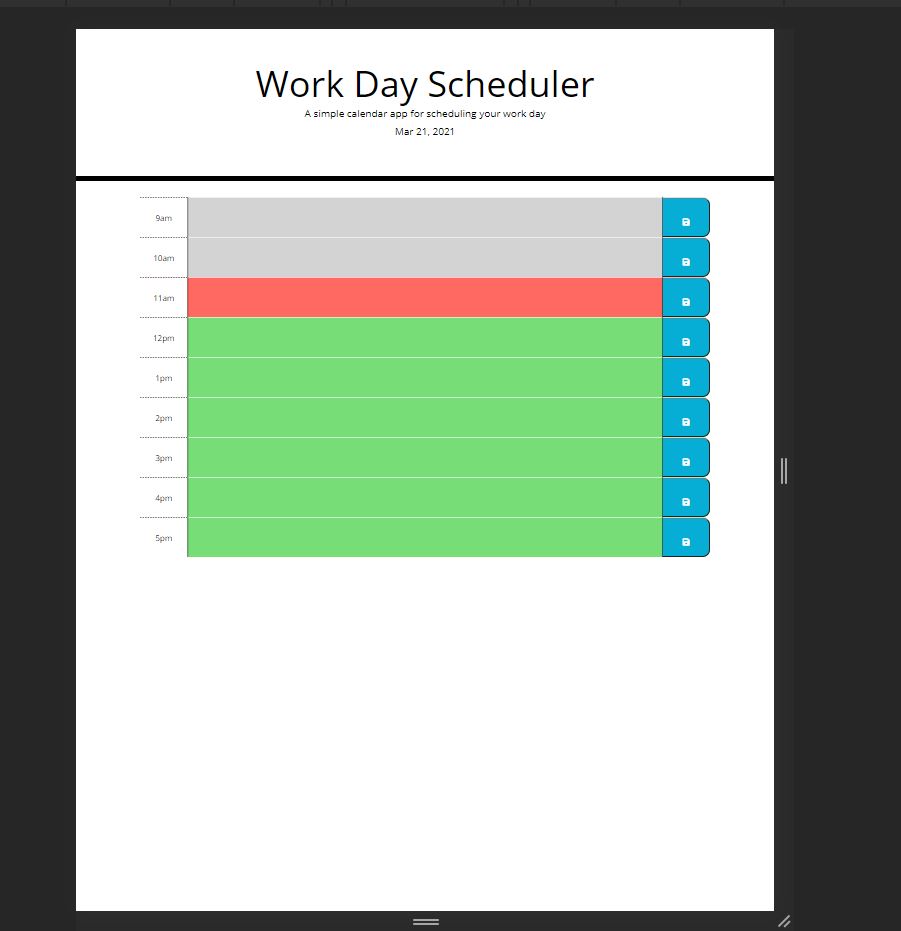 Work Day Scheduler
A simple calendar app for scheduling your work day
Mar 21, 2021
9am
10am
11am
12pm
1pm
2pm
3pm
4pm
5pm